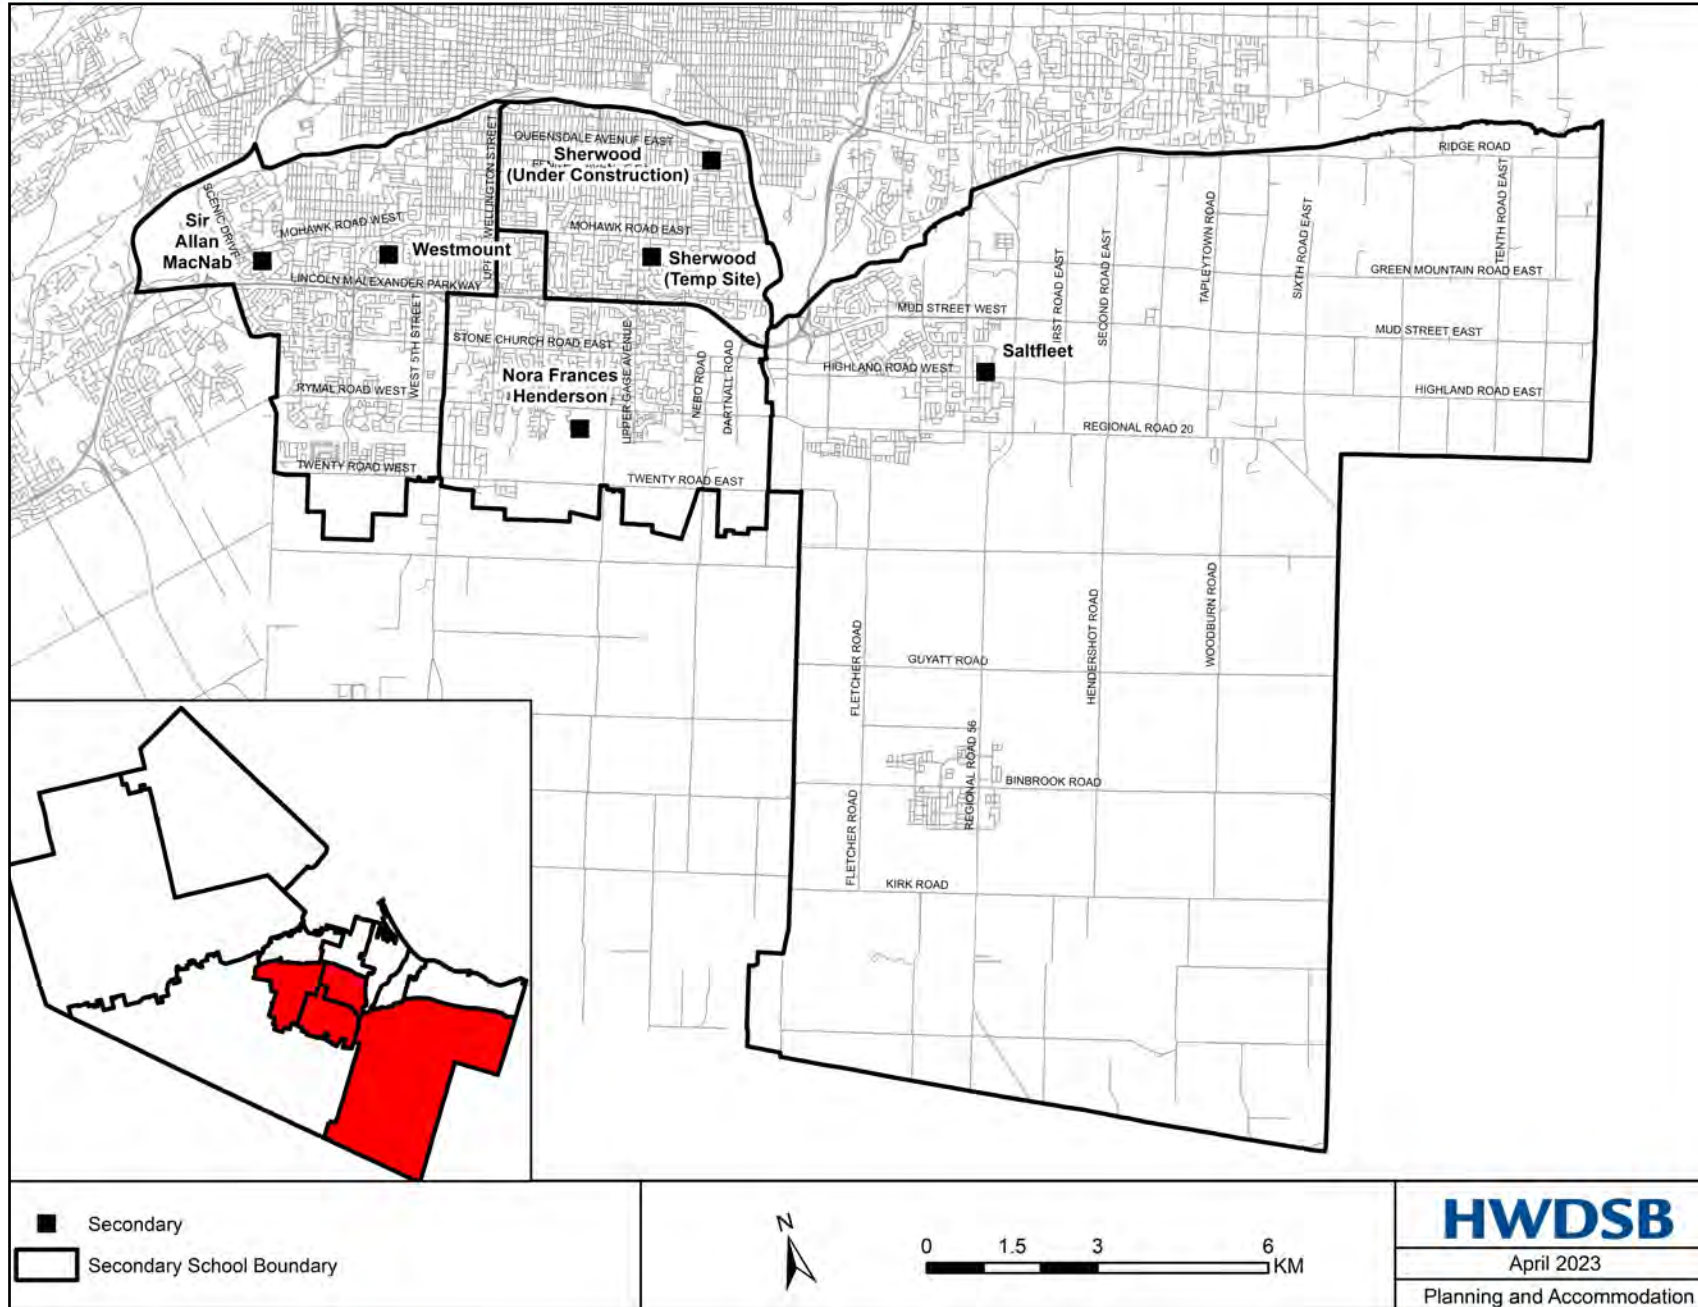 QUEENSDALE AVENUE EAST
Sherwood
(Under Construction)
RIDGE ROAD
SCENIC DRIVE
WELLINGTON STREET
TENTH ROAD EAST
Sir
Allan
MacNab
MOHAWK ROAD WEST
MOHAWK ROAD EAST
Westmount
Sherwood
(Temp Site)
TAPLEYTOWN ROAD
SIXTH ROAD EAST
SECOND ROAD EAST
IRST ROAD EAST
GREEN MOUNTAIN ROAD EAST
LINCOLN M ALEXANDER PARKWAY
MUD STREET WEST
MUD STREET EAST
WEST 5TH STREET
STONE CHURCH ROAD EAST
UPPER GAGE AVENUE
NEBO ROAD
DARTNALL ROAD
Saltfleet
HIGHLAND ROAD WEST
Nora Frances
Henderson
RYMAL ROAD WEST
HIGHLAND ROAD EAST
REGIONAL ROAD 20
TWENTY ROAD WEST
TWENTY ROAD EAST
FLETCHER ROAD
GUYATT ROAD
HENDERSHOT ROAD
WOODBURN ROAD
REGIONAL ROAD 56
BINBROOK ROAD
FLETCHER ROAD
KIRK ROAD
Secondary
Secondary School Boundary
N
0 1.5 3 6
KM
HWDSB
April 2023
Planning and Accommodation